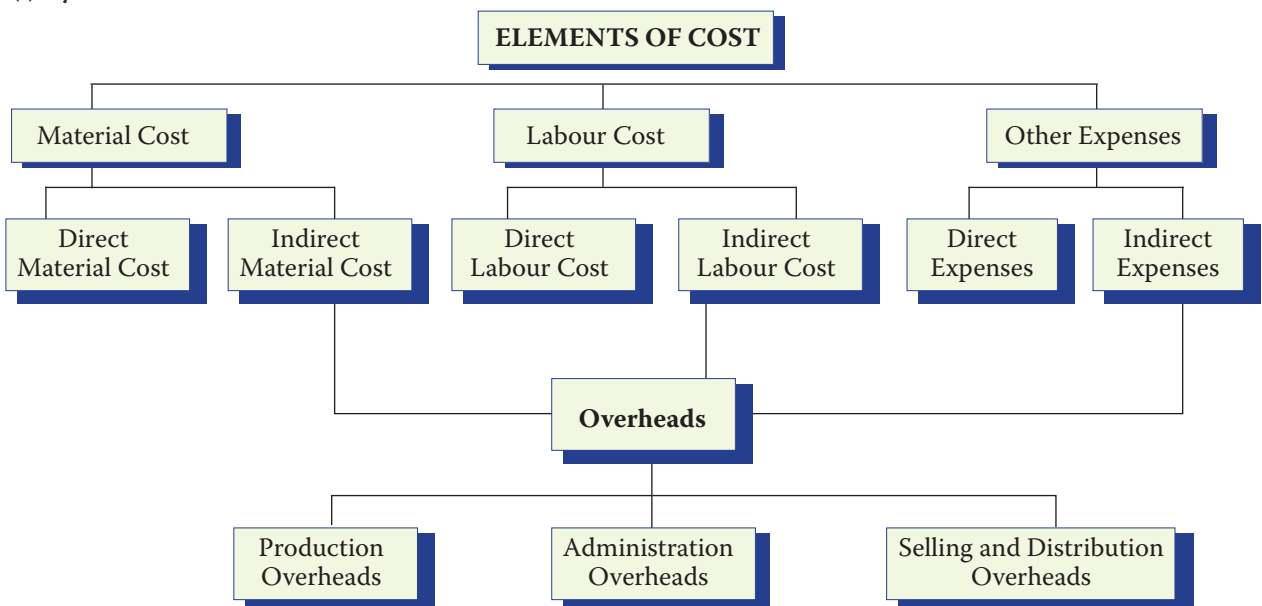 ELEMENTS OF COST
Material Cost
Labour Cost
Other Expenses
Direct
Material Cost
Indirect
Material Cost
Direct
Labour Cost
Indirect
Labour Cost
Direct
Expenses
Indirect
Expenses
Overheads
Production
Overheads
Administration
Overheads
Selling and Distribution
Overheads